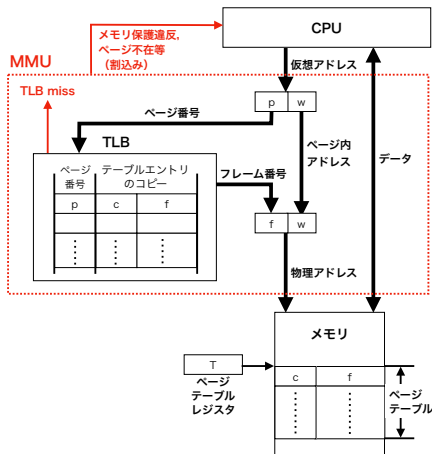 CPU
メモリ保護違反,
ページ不在等
(割込み)
MMU
仮想アドレス
TLB miss
p w
ページ番号
TLB
ページ内
アドレス
データ
ページ
番号
テーブルエントリ
のコピー
フレーム番号
p c f
f w
物理アドレス
メモリ
T
ページ
テーブル
レジスタ
c f
ページ
テーブル